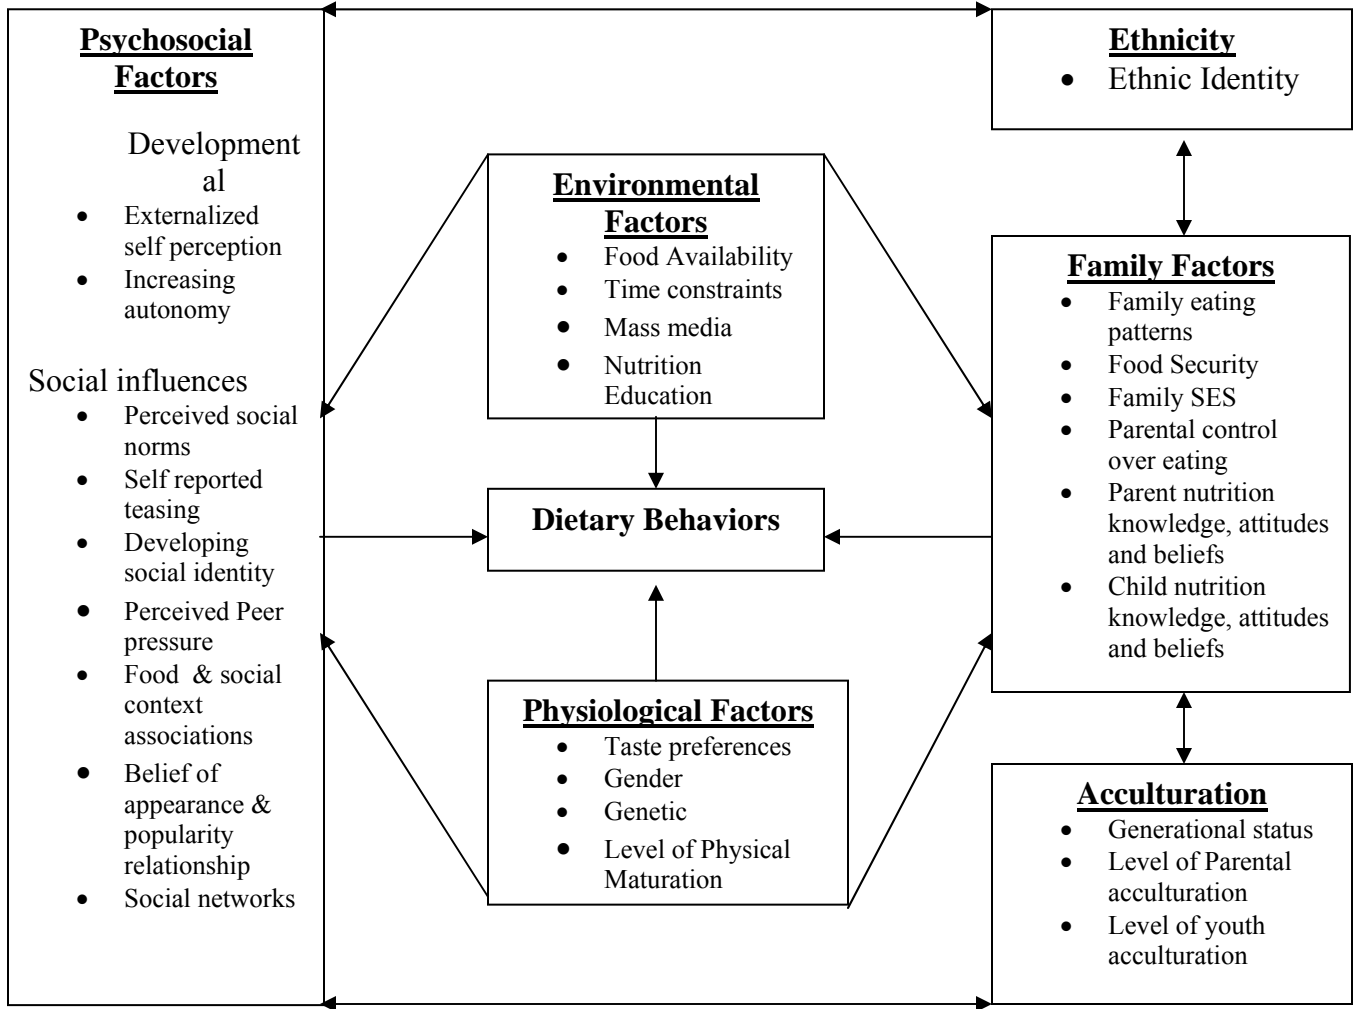 Psychosocial
Factors
Development
al
• Externalized
self perception
• Increasing
autonomy
Social influences
• Perceived social
norms
• Self reported
teasing
• Developing
social identity
• Perceived Peer
pressure
• Food & social
context
associations
• Belief of
appearance &
popularity
relationship
• Social networks
Environmental
Factors
• Food Availability
• Time constraints
• Mass media
• Nutrition
Education
Dietary Behaviors
Physiological Factors
• Taste preferences
• Gender
• Genetic
• Level of Physical
Maturation
Ethnicity
• Ethnic Identity
Family Factors
• Family eating
patterns
• Food Security
• Family SES
• Parental control
over eating
• Parent nutrition
knowledge, attitudes
and beliefs
• Child nutrition
knowledge, attitudes
and beliefs
Acculturation
• Generational status
• Level of Parental
acculturation
• Level of youth
acculturation